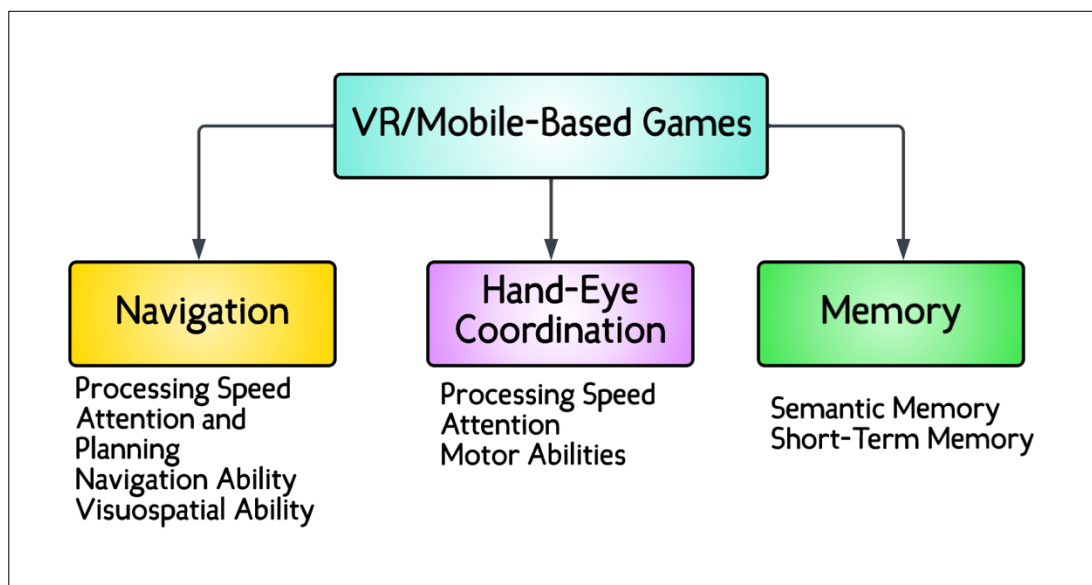 VR/Mobile-Based Games
Navigation
Processing Speed
Attention and
Planning
Navigation Ability
Visuospatial Ability
Hand-Eye
Coordination
Processing Speed
Attention
Motor Abilities
Memory
Semantic Memory
Short-Term Memory